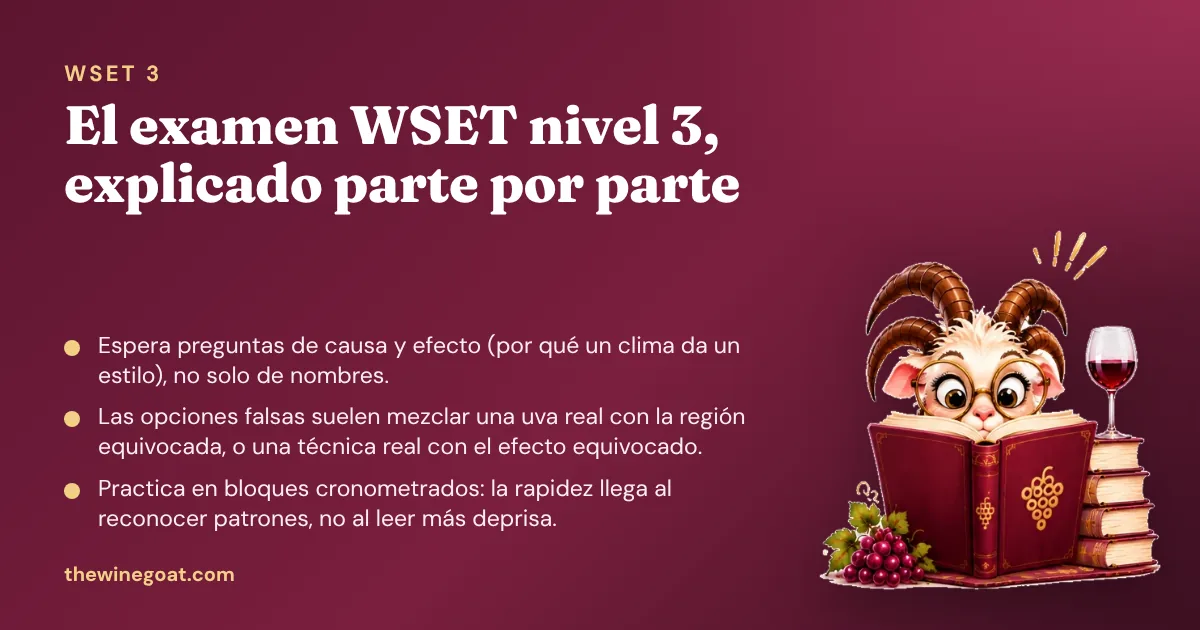 WSET 3
El examen WSET nivel 3,
explicado parte por parte
Espera preguntas de causa y efecto (por qué un clima da un
estilo), no solo de nombres.
Las opciones falsas suelen mezclar una uva real con la región
equivocada, o una técnica real con el efecto equivocado.
Practica en bloques cronometrados: la rapidez llega al
reconocer patrones, no al leer más deprisa.
thewinegoat.com